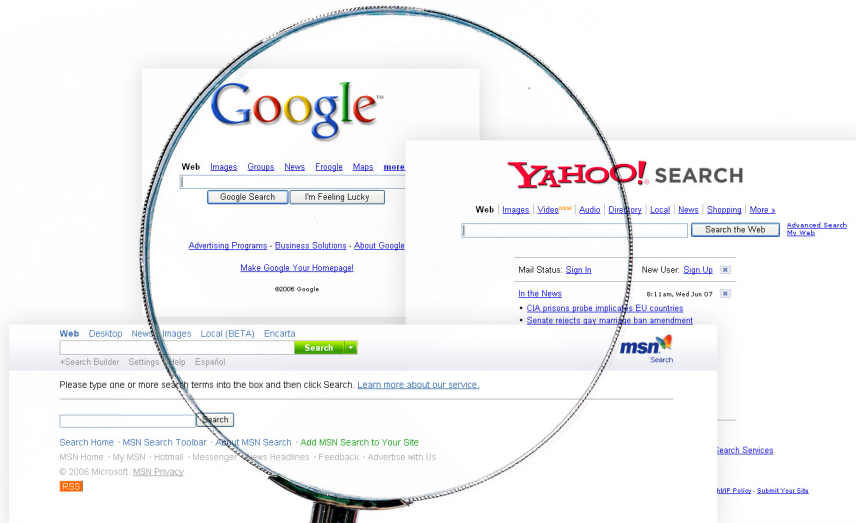 Google™
Web Images Groups News Froogle Maps more
Google Search I'm Feeling Lucky
Advertising Programs - Business Solutions - About Google
Make Google Your Homepage!
©2006 Google
YAHOO!® SEARCH
Web | Images | Video NEW | Audio | Directory | Local | News | Shopping | More »
Search the Web
Advanced Search
My Web
Mail Status: Sign In New User: Sign Up
In the News 8:11am, Wed Jun 07
• CIA prisons probe implicates EU countries
• Senate rejects gay marriage ban amendment
Search Services
Policy - Submit Your Site
Web Desktop News Images Local (BETA) Encarta
Search
+Search Builder Settings Help Español
msn Search
Please type one or more search terms into the box and then click Search. Learn more about our service.
Search
Search Home · MSN Search Toolbar · About MSN Search · Add MSN Search to Your Site
MSN Home · My MSN · Hotmail · Messenger · News Headlines · Feedback · Advertise with Us
© 2006 Microsoft MSN Privacy
RSS